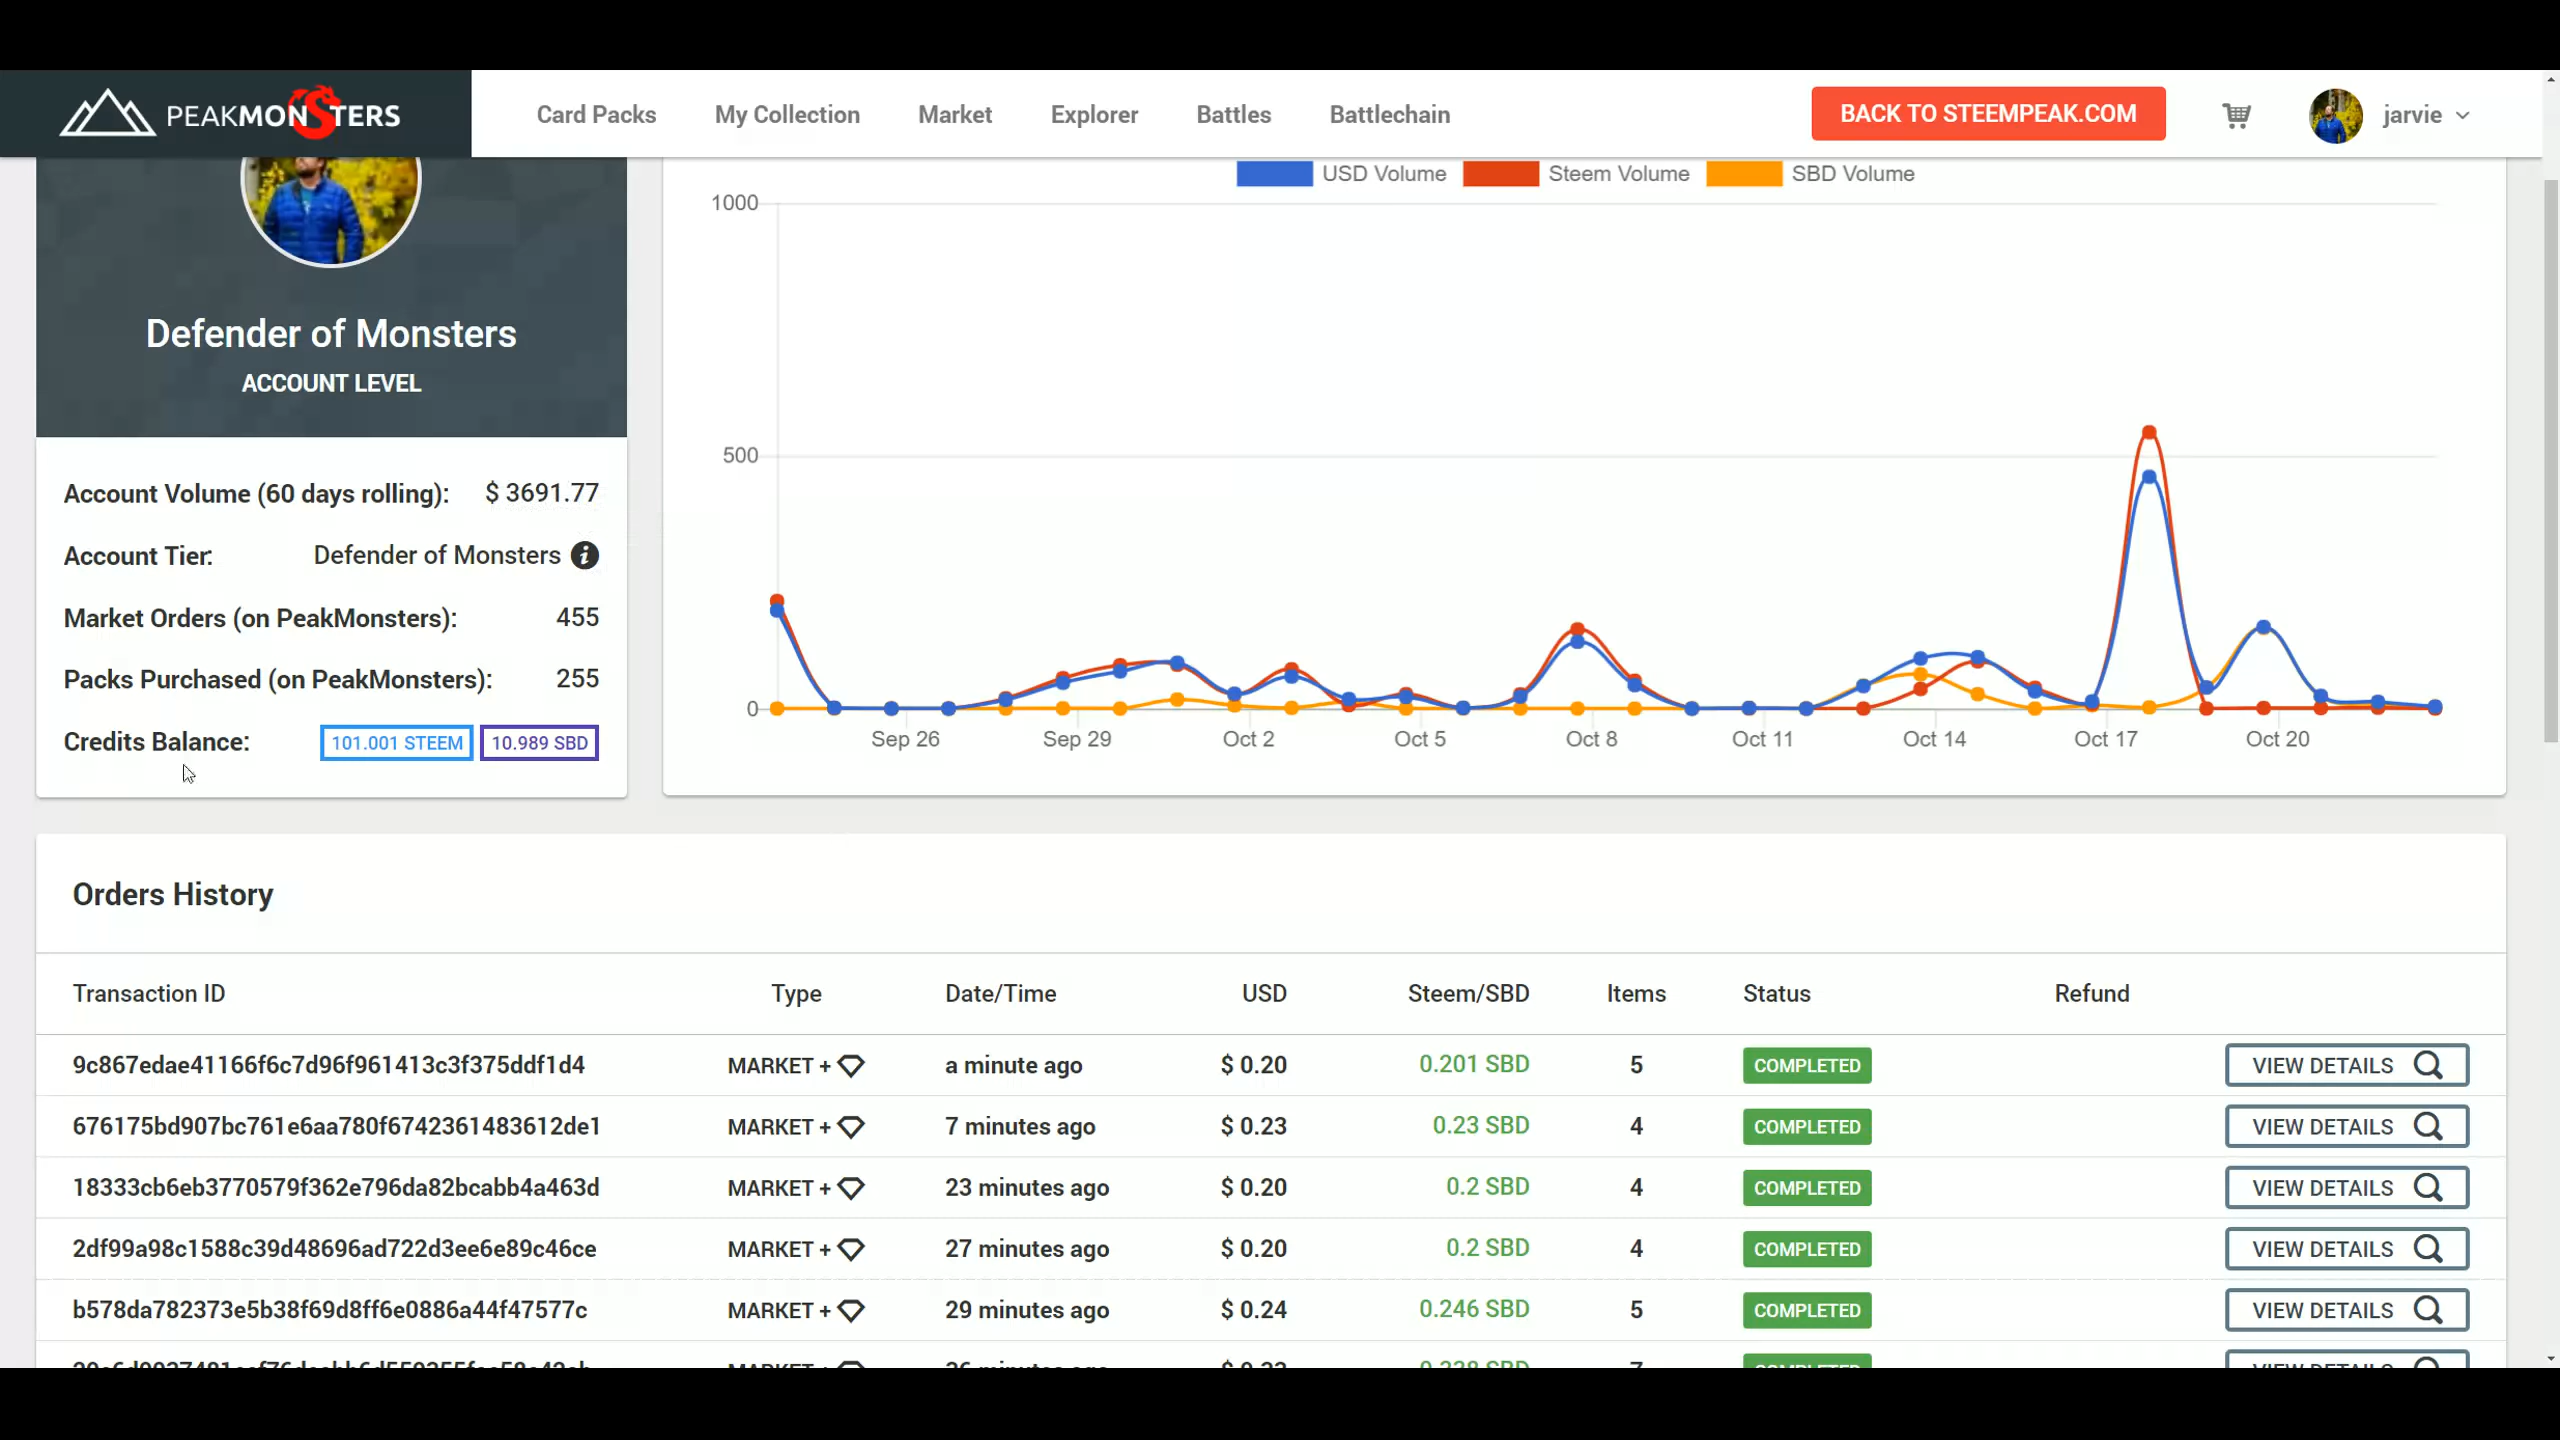 PEAKMONSTERS
Card Packs My Collection Market Explorer Battles Battlechain BACK TO STEEMPEAK.COM jarvie
USD Volume Steem Volume SBD Volume
1000
500
0
Sep 26 Sep 29 Oct 2 Oct 5 Oct 8 Oct 11 Oct 14 Oct 17 Oct 20
Defender of Monsters
ACCOUNT LEVEL
Account Volume (60 days rolling): $ 3691.77
Account Tier: Defender of Monsters i
Market Orders (on PeakMonsters): 455
Packs Purchased (on PeakMonsters): 255
Credits Balance: 101.001 STEEM 10.989 SBD
Orders History
Transaction ID Type Date/Time USD Steem/SBD Items Status Refund
9c867edae41166f6c7d96f961413c3f375ddf1d4 MARKET + a minute ago $ 0.20 0.201 SBD 5 COMPLETED VIEW DETAILS
676175bd907bc761e6aa780f6742361483612de1 MARKET + 7 minutes ago $ 0.23 0.23 SBD 4 COMPLETED VIEW DETAILS
18333cb6eb3770579f362e796da82bcabb4a463d MARKET + 23 minutes ago $ 0.20 0.2 SBD 4 COMPLETED VIEW DETAILS
2df99a98c1588c39d48696ad722d3ee6e89c46ce MARKET + 27 minutes ago $ 0.20 0.2 SBD 4 COMPLETED VIEW DETAILS
b578da782373e5b38f69d8ff6e0886a44f47577c MARKET + 29 minutes ago $ 0.24 0.246 SBD 5 COMPLETED VIEW DETAILS
MARKET + COMPLETED VIEW DETAILS